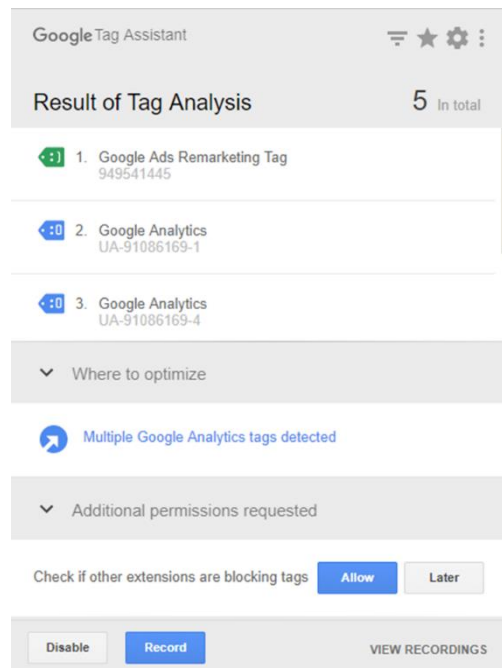 Google Tag Assistant
Result of Tag Analysis 5 In total
1. Google Ads Remarketing Tag
949541445
2. Google Analytics
UA-91086169-1
3. Google Analytics
UA-91086169-4
Where to optimize
Multiple Google Analytics tags detected
Additional permissions requested
Check if other extensions are blocking tags Allow Later
Disable Record VIEW RECORDINGS